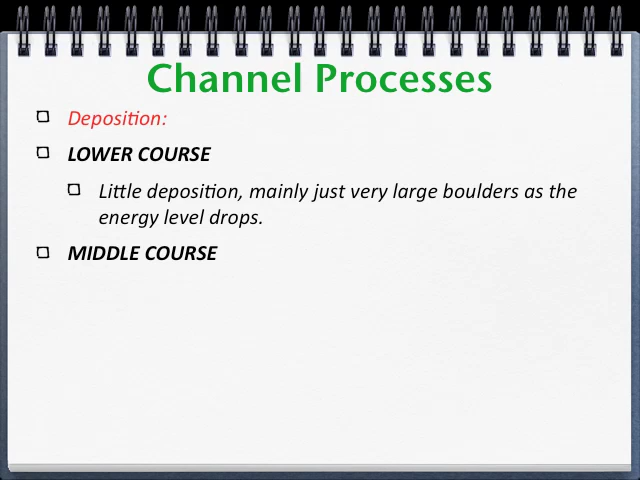 Channel Processes
Deposition:
LOWER COURSE
Little deposition, mainly just very large boulders as the
energy level drops.
MIDDLE COURSE